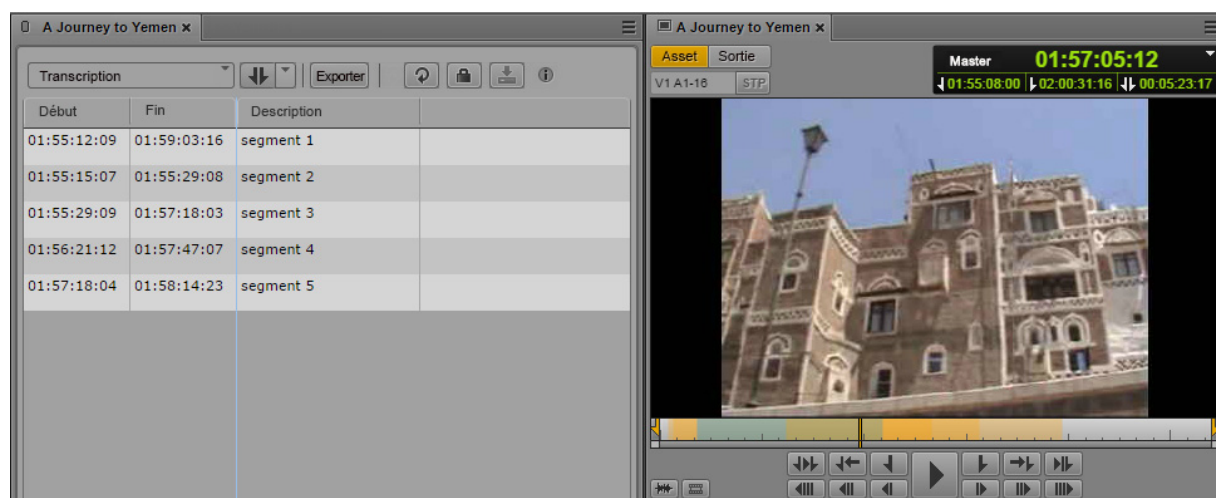 A Journey to Yemen x
Transcription
Exporter
Début Fin Description
01:55:12:09 01:59:03:16 segment 1
01:55:15:07 01:55:29:08 segment 2
01:55:29:09 01:57:18:03 segment 3
01:56:21:12 01:57:47:07 segment 4
01:57:18:04 01:58:14:23 segment 5
A Journey to Yemen x
Asset Sortie
Master 01:57:05:12
V1 A1-16 STP
01:55:08:00 02:00:31:16 00:05:23:17